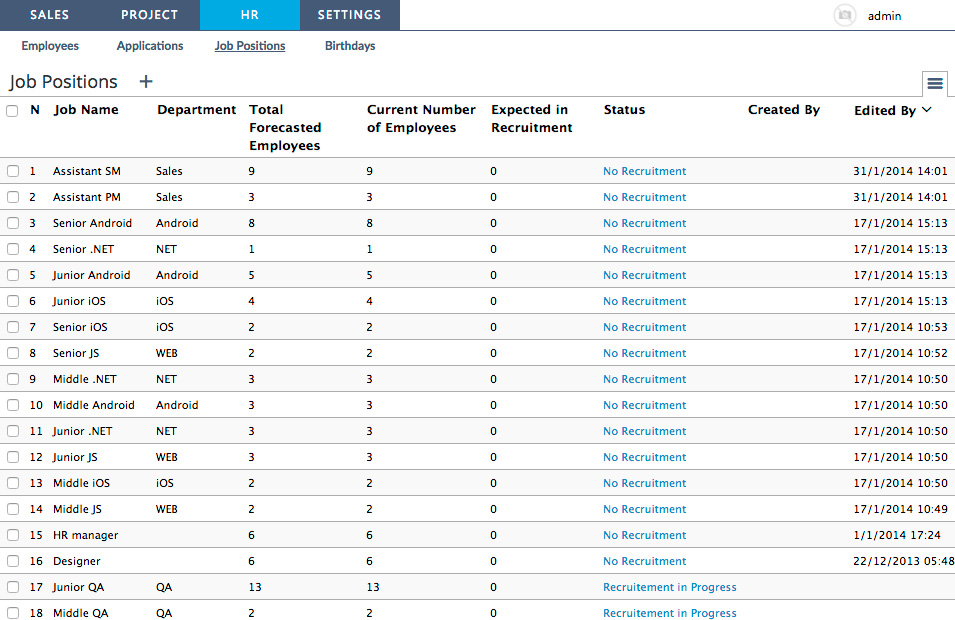 SALES PROJECT HR SETTINGS admin
Employees Applications Job Positions Birthdays
Job Positions +
N Job Name Department Total Forecasted Employees Current Number of Employees Expected in Recruitment Status Created By Edited By
1 Assistant SM Sales 9 9 0 No Recruitment 31/1/2014 14:01
2 Assistant PM Sales 3 3 0 No Recruitment 31/1/2014 14:01
3 Senior Android Android 8 8 0 No Recruitment 17/1/2014 15:13
4 Senior .NET NET 1 1 0 No Recruitment 17/1/2014 15:13
5 Junior Android Android 5 5 0 No Recruitment 17/1/2014 15:13
6 Junior iOS iOS 4 4 0 No Recruitment 17/1/2014 15:13
7 Senior iOS iOS 2 2 0 No Recruitment 17/1/2014 10:53
8 Senior JS WEB 2 2 0 No Recruitment 17/1/2014 10:52
9 Middle .NET NET 3 3 0 No Recruitment 17/1/2014 10:50
10 Middle Android Android 3 3 0 No Recruitment 17/1/2014 10:50
11 Junior .NET NET 3 3 0 No Recruitment 17/1/2014 10:50
12 Junior JS WEB 3 3 0 No Recruitment 17/1/2014 10:50
13 Middle iOS iOS 2 2 0 No Recruitment 17/1/2014 10:50
14 Middle JS WEB 2 2 0 No Recruitment 17/1/2014 10:49
15 HR manager 6 6 0 No Recruitment 1/1/2014 17:24
16 Designer 6 6 0 No Recruitment 22/12/2013 05:48
17 Junior QA QA 13 13 0 Recruitement in Progress
18 Middle QA QA 2 2 0 Recruitement in Progress